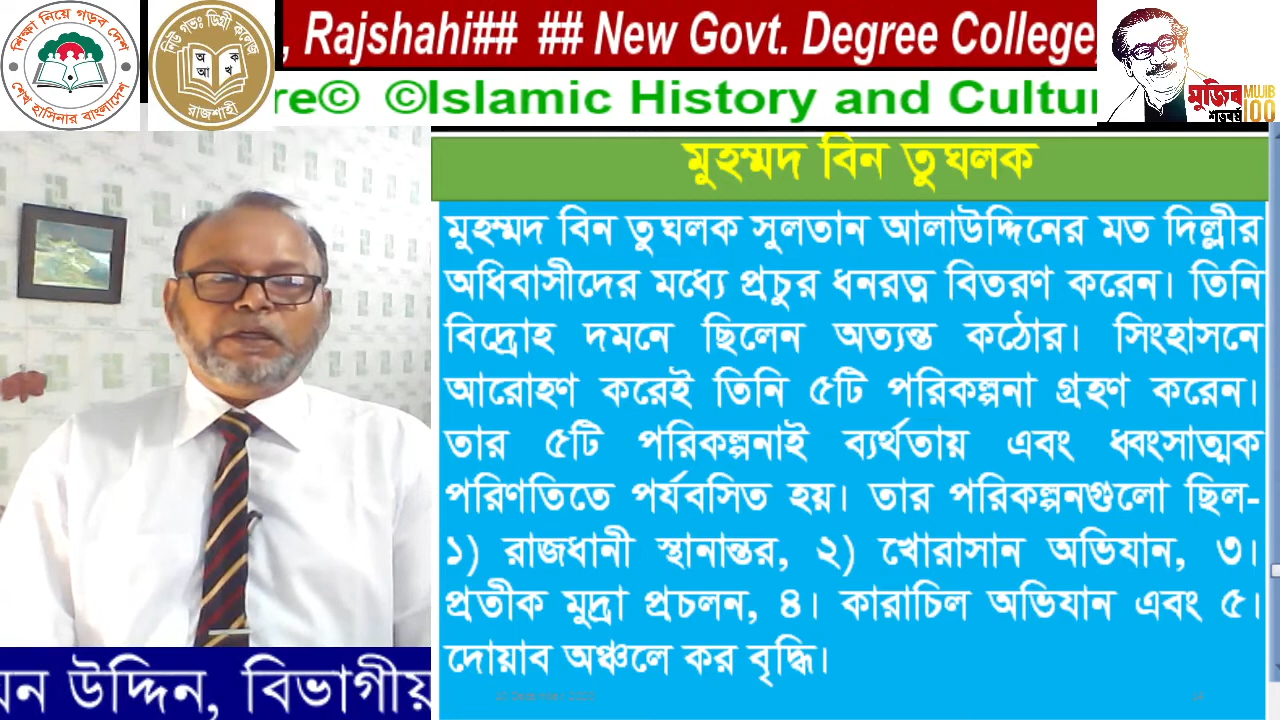 শিক্ষা নিয়ে গড়ব দেশ
শেখ হাসিনার বাংলাদেশ
নিউ গভঃ ডিগ্রী কলেজ
অ ক
আ খ
রাজশাহী
, Rajshahi## ## New Govt. Degree College,
re© ©Islamic History and Cultur
মুজিব
শতবর্ষ
MUJIB
100
মুহম্মদ বিন তুঘলক
মুহম্মদ বিন তুঘলক সুলতান আলাউদ্দিনের মত দিল্লীর
অধিবাসীদের মধ্যে প্রচুর ধনরত্ন বিতরণ করেন। তিনি
বিদ্রোহ দমনে ছিলেন অত্যন্ত কঠোর। সিংহাসনে
আরোহণ করেই তিনি ৫টি পরিকল্পনা গ্রহণ করেন।
তার ৫টি পরিকল্পনাই ব্যর্থতায় এবং ধ্বংসাত্মক
পরিণতিতে পর্যবসিত হয়। তার পরিকল্পনগুলো ছিল-
১) রাজধানী স্থানান্তর, ২) খোরাসান অভিযান, ৩।
প্রতীক মুদ্রা প্রচলন, ৪। কারাচিল অভিযান এবং ৫।
দোয়াব অঞ্চলে কর বৃদ্ধি।
মন উদ্দিন, বিভাগীয়